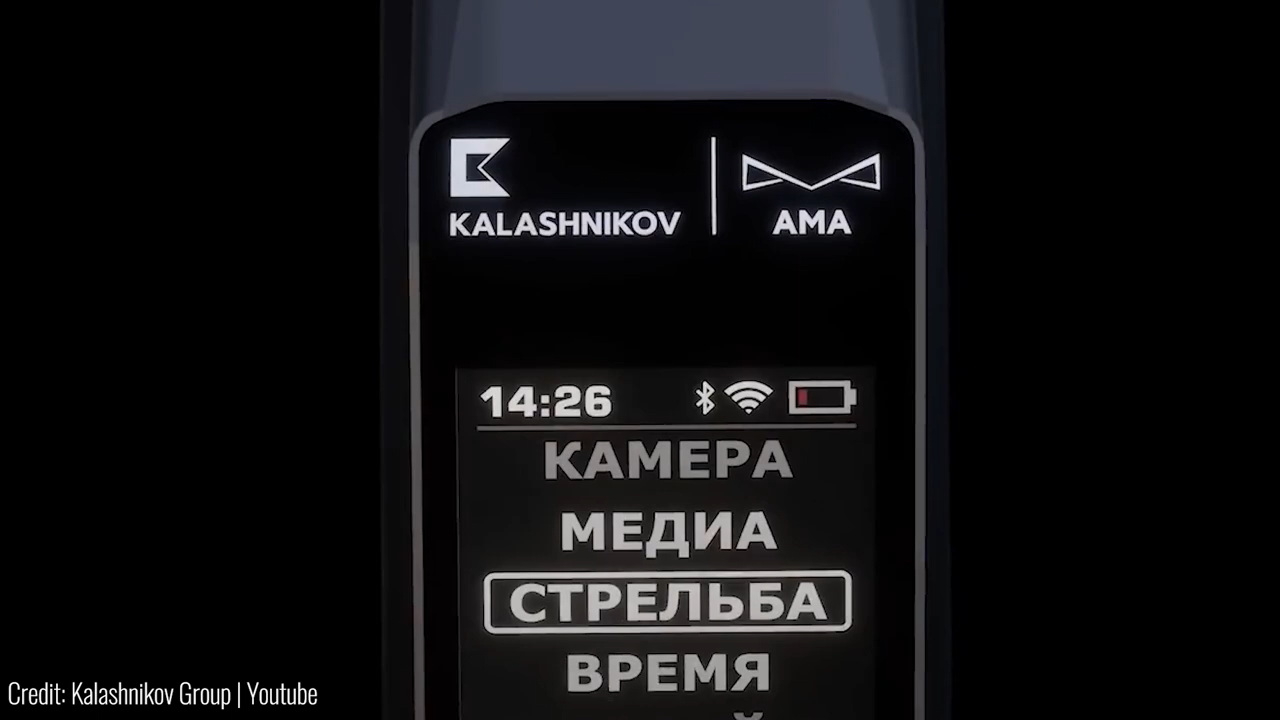 KALASHNIKOV
AMA
14:26
КАМЕРА
МЕДИА
СТРЕЛЬБА
ВРЕМЯ
Credit: Kalashnikov Group | Youtube